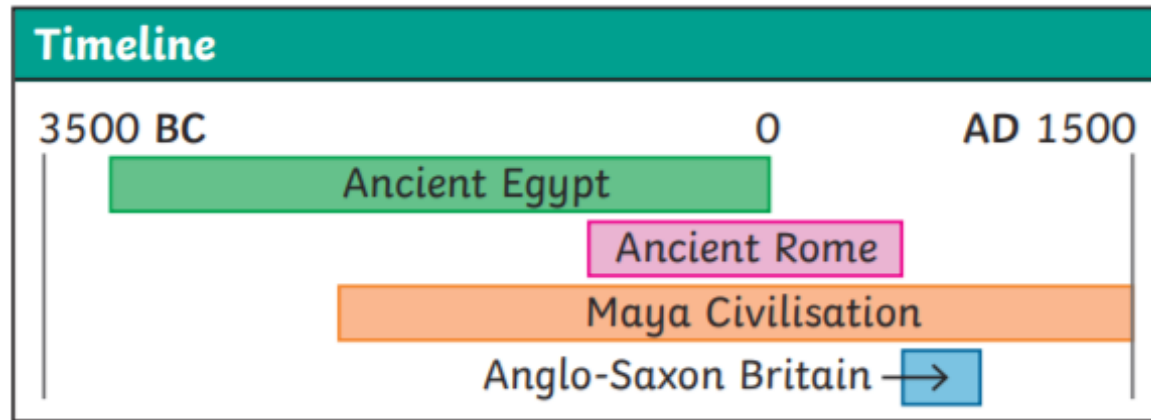 Timeline
3500 BC 0 AD 1500
Ancient Egypt
Ancient Rome
Maya Civilisation
Anglo-Saxon Britain